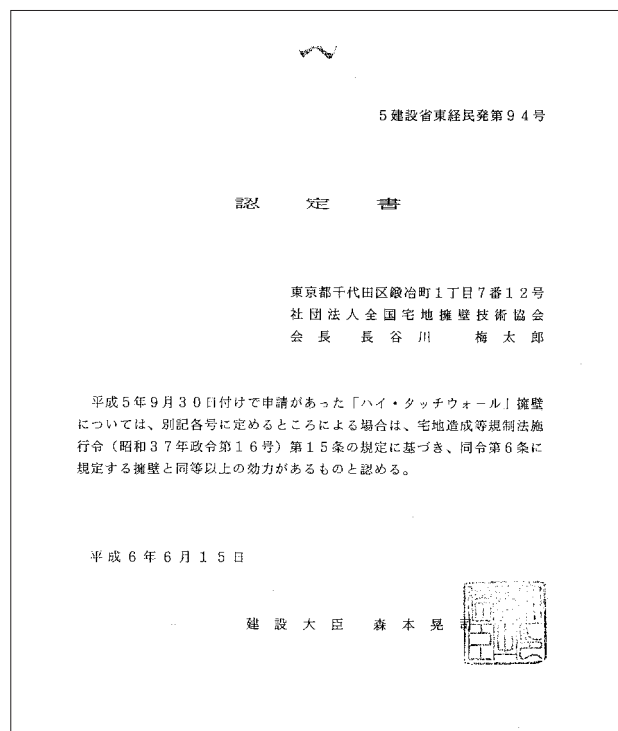 5建設省東経民発第94号
認定書
東京都千代田区鍛冶町1丁目7番12号
社団法人全国宅地擁壁技術協会
会長 長谷川 梅太郎
平成5年9月30日付けで申請があった「ハイ・タッチウォール」擁壁
については、別記各号に定めるところによる場合は、宅地造成等規制法施
行令（昭和37年政令第16号）第15条の規定に基づき、同令第6条に
規定する擁壁と同等以上の効力があるものと認める。
平成6年6月15日
建設大臣 森本晃司